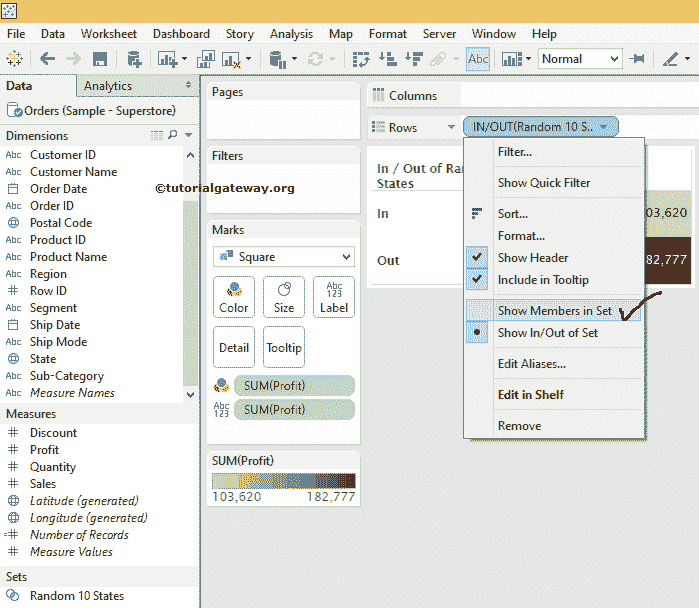 File Data Worksheet Dashboard Story Analysis Map Format Server Window Help
Abc Normal
Data Analytics
Orders (Sample - Superstore)
Dimensions
Abc Customer ID
Abc Customer Name
Order Date
Abc Order ID
Postal Code
Abc Product ID
Abc Product Name
Abc Region
# Row ID
Abc Segment
Ship Date
Abc Ship Mode
State
Abc Sub-Category
Abc Measure Names
Measures
# Discount
# Profit
# Quantity
# Sales
Latitude (generated)
Longitude (generated)
=# Number of Records
# Measure Values
Sets
Random 10 States
Pages
Filters
©tutorialgateway.org
Marks
Square
Color Size Abc 123 Label
Detail Tooltip
SUM(Profit)
Abc 123 SUM(Profit)
SUM(Profit)
103,620 182,777
Columns
Rows IN/OUT(Random 10 S..
In / Out of Ra
States
In 03,620
Out 82,777
Filter...
Show Quick Filter
Sort...
Format...
Show Header
Include in Tooltip
Show Members in Set
Show In/Out of Set
Edit Aliases...
Edit in Shelf
Remove